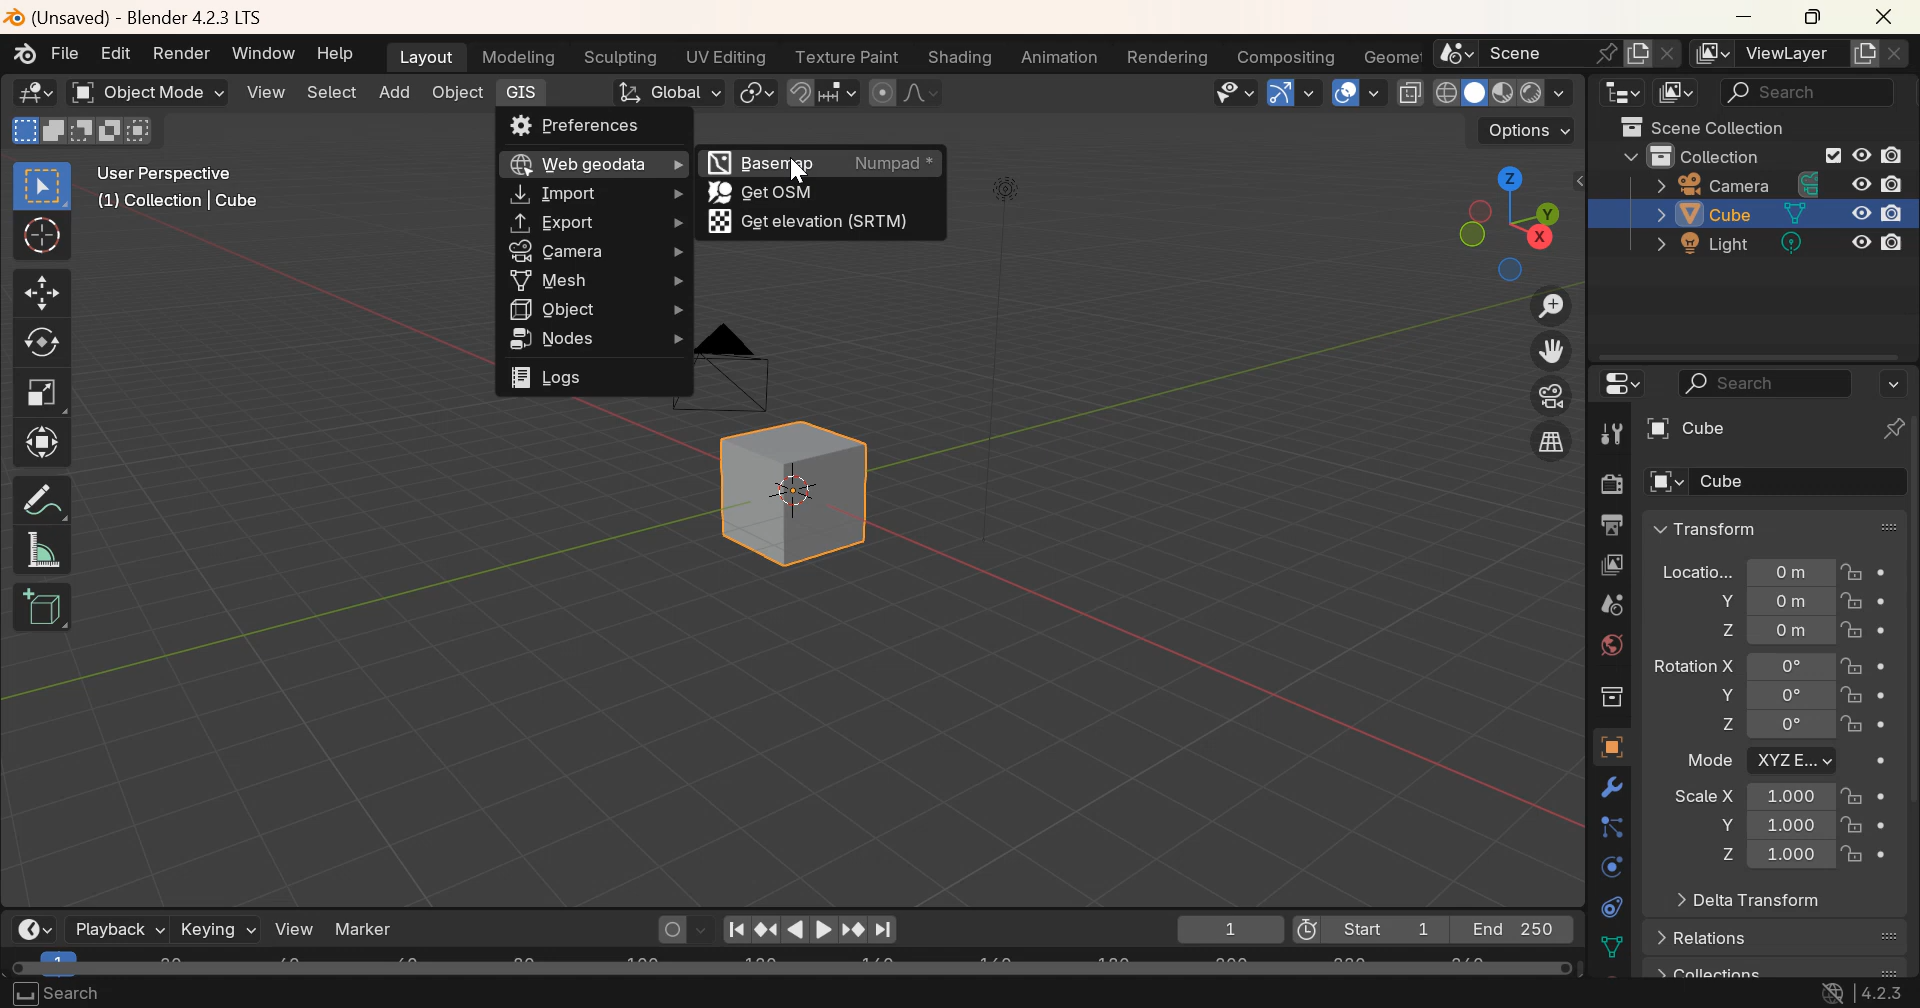 (Unsaved) - Blender 4.2.3 LTS
File Edit Render Window Help
Layout Modeling Sculpting UV Editing Texture Paint Shading Animation Rendering Compositing Geomet
Scene
ViewLayer
Object Mode View Select Add Object GIS
Global
Search
Options
Preferences
Web geodata
Import
Export
Camera
Mesh
Object
Nodes
Logs
Basemap Numpad *
Get OSM
Get elevation (SRTM)
User Perspective
(1) Collection | Cube
Z
Y
X
Scene Collection
Collection
Camera
Cube
Light
Search
Cube
Cube
Transform
Locatio... 0 m
Y 0 m
Z 0 m
Rotation X 0°
Y 0°
Z 0°
Mode XYZ E...
Scale X 1.000
Y 1.000
Z 1.000
Delta Transform
Relations
Collections
Playback Keying View Marker
1
Start 1
End 250
1
Search
4.2.3